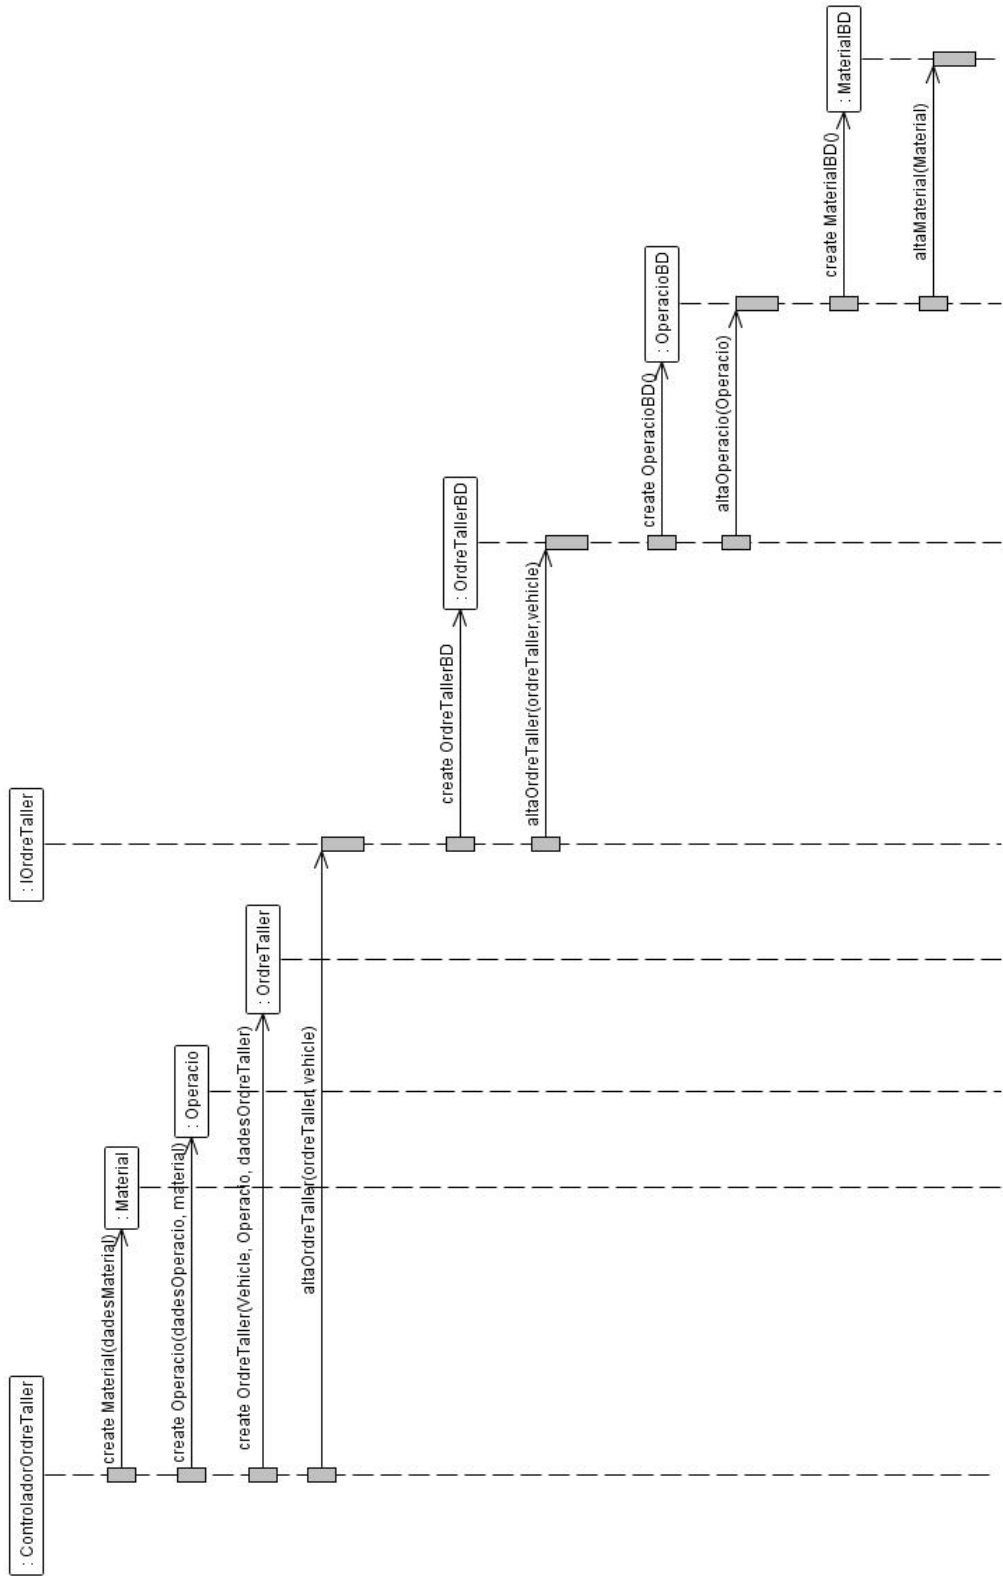 : ControladorOrdreTaller
: IOrdreTaller
create Material(dadesMaterial)
: Material
create Operacio(dadesOperacio, material)
: Operacio
create OrdreTaller(Vehicle, Operacio, dadesOrdreTaller)
: OrdreTaller
altaOrdreTaller(ordreTaller, vehicle)
create OrdreTallerBD
: OrdreTallerBD
altaOrdreTaller(ordreTaller,vehicle)
create OperacioBD()
: OperacioBD
altaOperacio(Operacio)
create MaterialBD()
: MaterialBD
altaMaterial(Material)